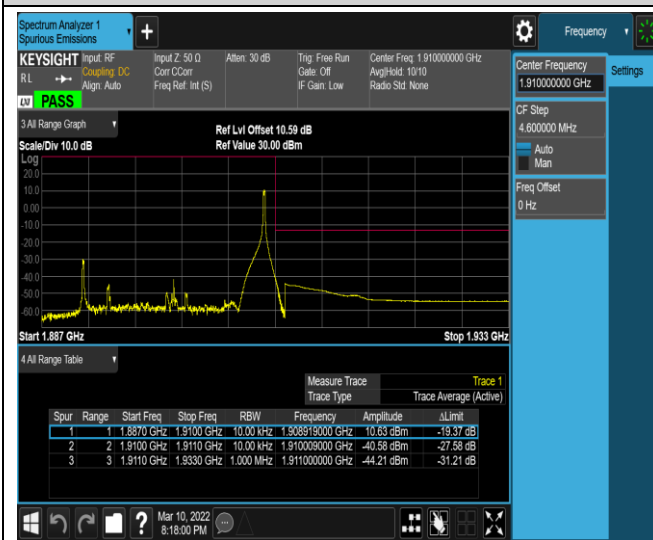 Spectrum Analyzer 1
Spurious Emissions
Frequency
KEYSIGHT
RL
LXI PASS
Input: RF
Coupling: DC
Align: Auto
Input Z: 50 Ω
Corr CCorr
Freq Ref: Int (S)
Atten: 30 dB
Trig: Free Run
Gate: Off
IF Gain: Low
Center Freq: 1.910000000 GHz
Avg|Hold: 10/10
Radio Std: None
Center Frequency
1.910000000 GHz
Settings
CF Step
4.600000 MHz
Auto
Man
Freq Offset
0 Hz
3 All Range Graph
Scale/Div 10.0 dB
Ref Lvl Offset 10.59 dB
Ref Value 30.00 dBm
Log
20.0
10.0
0.00
-10.0
-20.0
-30.0
-40.0
-50.0
-60.0
Start 1.887 GHz
Stop 1.933 GHz
4 All Range Table
Measure Trace Trace 1
Trace Type Trace Average (Active)
Spur Range Start Freq Stop Freq RBW Frequency Amplitude ΔLimit
1 1 1.8870 GHz 1.9100 GHz 10.00 kHz 1.908919000 GHz 10.63 dBm -19.37 dB
2 2 1.9100 GHz 1.9110 GHz 10.00 kHz 1.910009000 GHz -40.58 dBm -27.58 dB
3 3 1.9110 GHz 1.9330 GHz 1.000 MHz 1.911000000 GHz -44.21 dBm -31.21 dB
Mar 10, 2022
8:18:00 PM